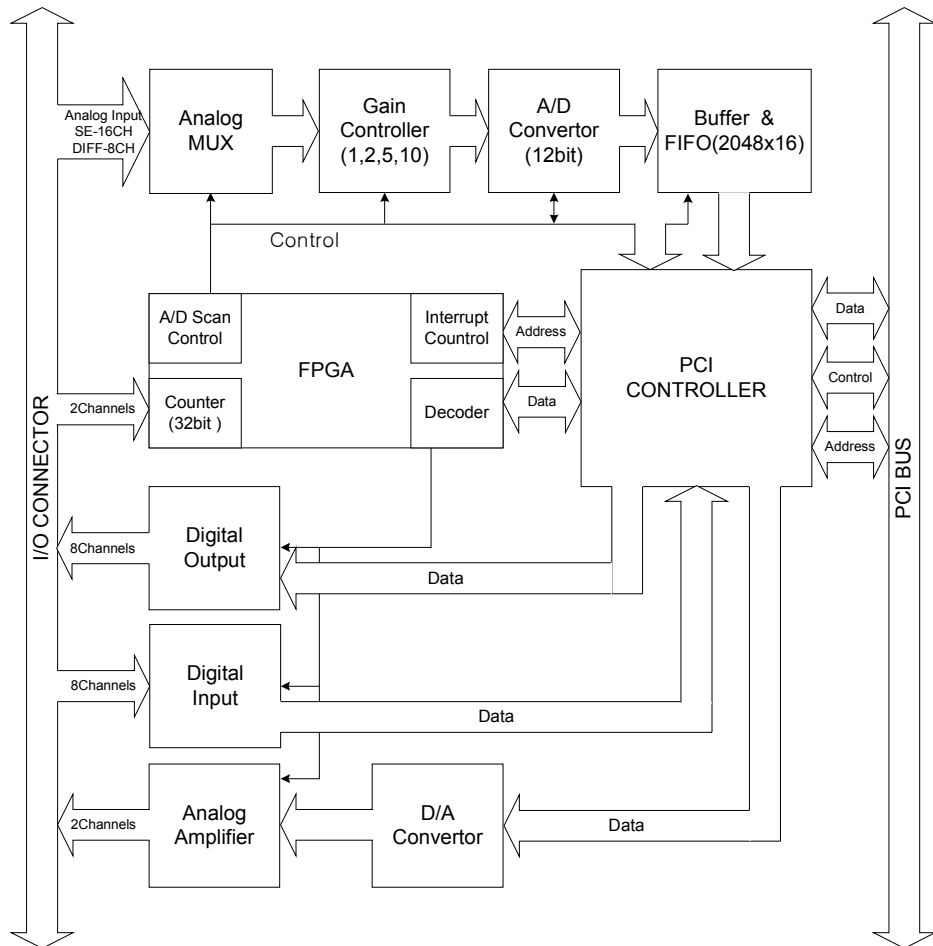 Analog Input
SE-16CH
DIFF-8CH
Analog
MUX
Gain
Controller
(1,2,5,10)
A/D
Convertor
(12bit)
Buffer &
FIFO(2048x16)
Control
A/D Scan
Control
Interrupt
Countrol
FPGA
Counter
(32bit )
Decoder
2Channels
Address
Data
PCI
CONTROLLER
Data
Control
Address
I/O CONNECTOR
PCI BUS
8Channels
Digital
Output
Data
8Channels
Digital
Input
Data
2Channels
Analog
Amplifier
D/A
Convertor
Data